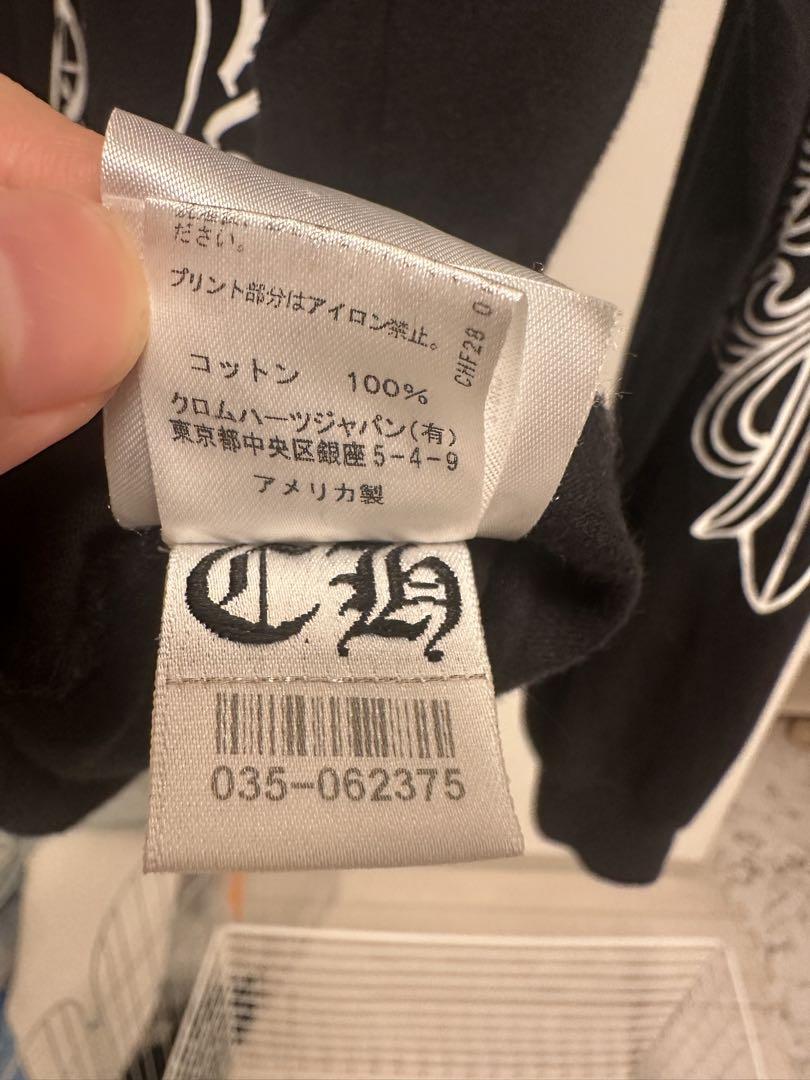 ださい。
プリント部分はアイロン禁止。
CHF28 0
コットン 100%
クロムハーツジャパン(有)
東京都中央区銀座5-4-9
アメリカ製
CH
035-062375